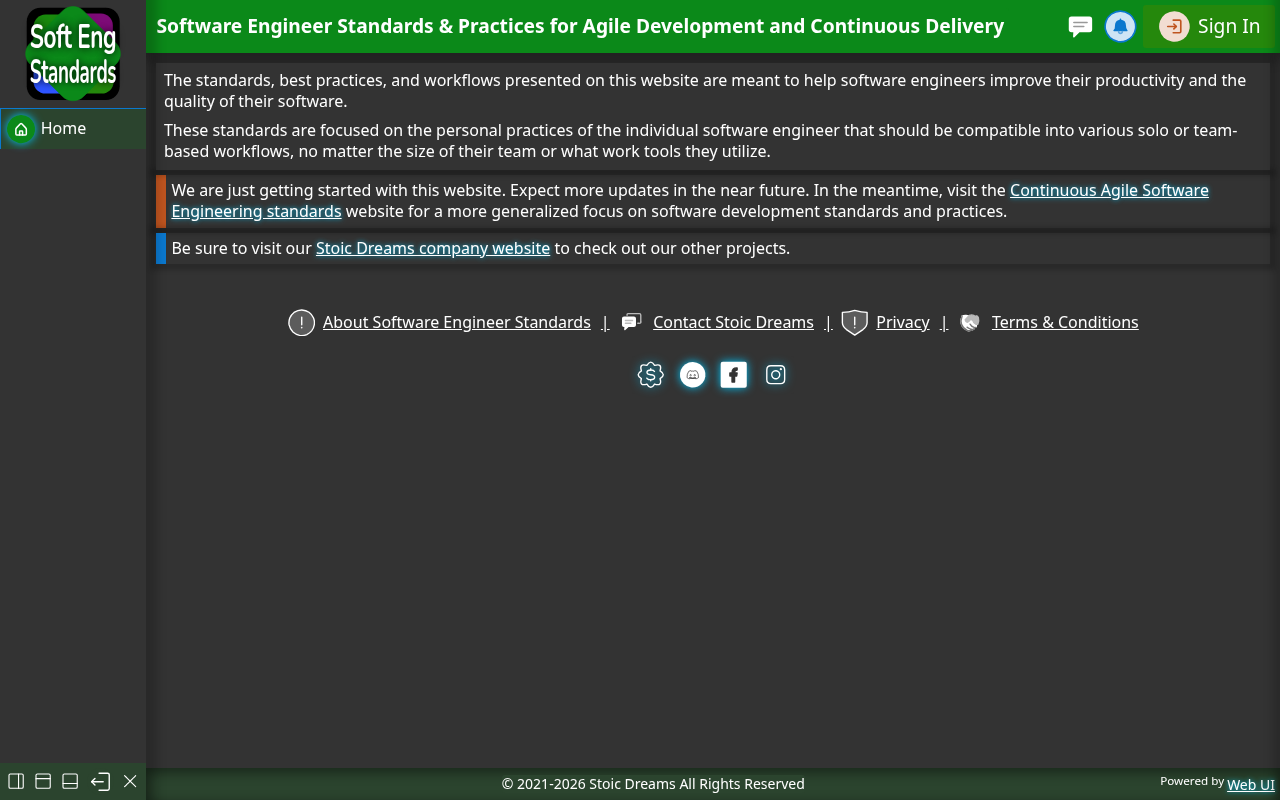 Soft Eng
Standards
Software Engineer Standards & Practices for Agile Development and Continuous Delivery
Sign In
Home
The standards, best practices, and workflows presented on this website are meant to help software engineers improve their productivity and the
quality of their software.
These standards are focused on the personal practices of the individual software engineer that should be compatible into various solo or team-
based workflows, no matter the size of their team or what work tools they utilize.
We are just getting started with this website. Expect more updates in the near future. In the meantime, visit the Continuous Agile Software
Engineering standards website for a more generalized focus on software development standards and practices.
Be sure to visit our Stoic Dreams company website to check out our other projects.
About Software Engineer Standards | Contact Stoic Dreams | Privacy | Terms & Conditions
© 2021-2026 Stoic Dreams All Rights Reserved
Powered by Web UI